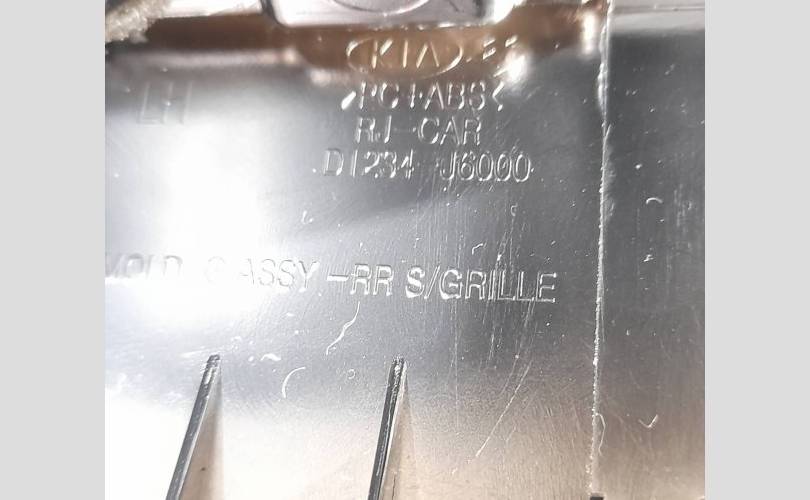 KIA
LH
>PC+ABS<
RJ-CAR
D1234-J6000
ASSY-RR S/GRILLE